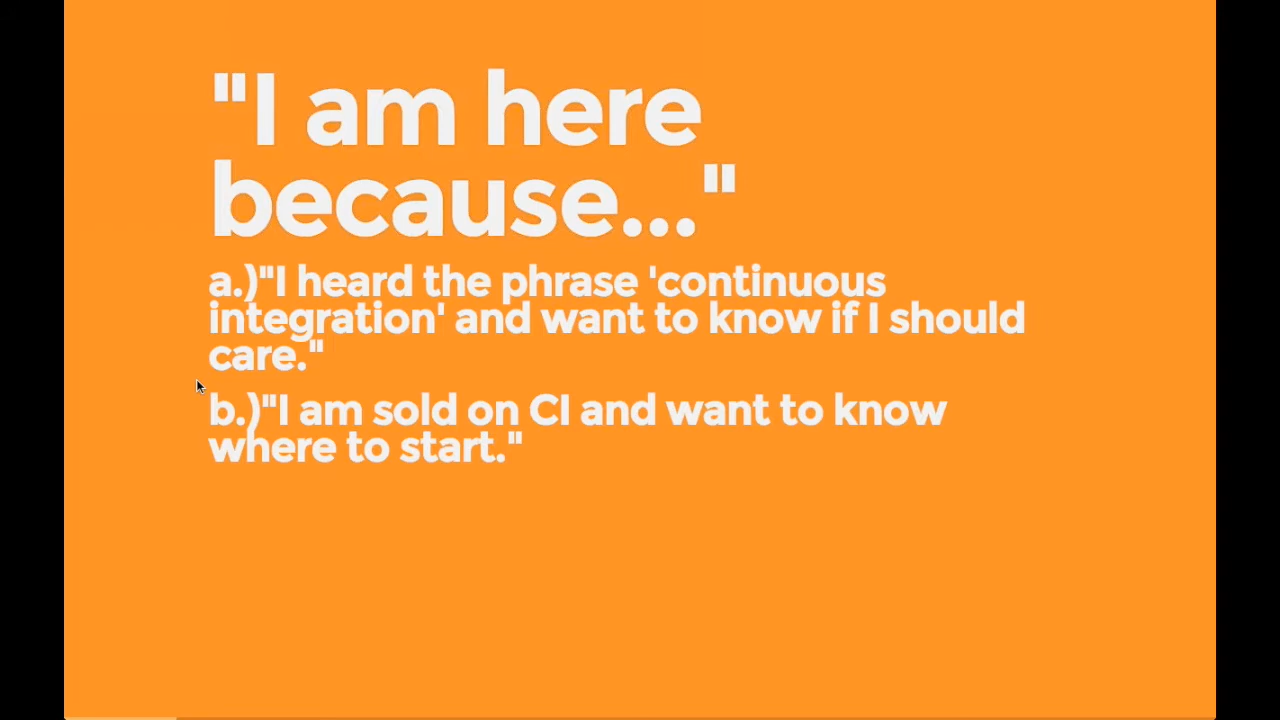 "I am here
because..."
a.)"I heard the phrase 'continuous
integration' and want to know if I should
care."
b.)"I am sold on CI and want to know
where to start."